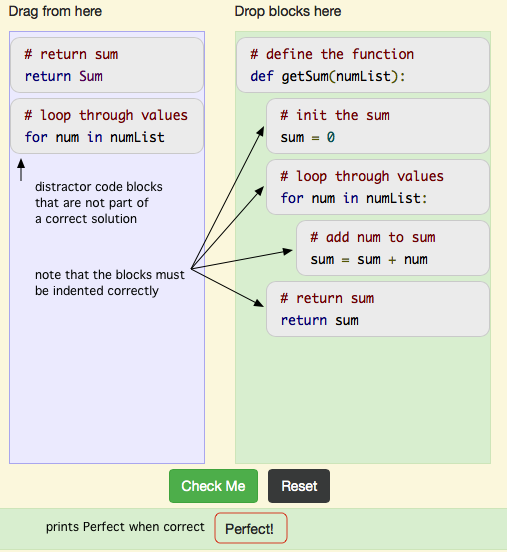 Drag from here
# return sum
return Sum
# loop through values
for num in numList
distractor code blocks
that are not part of
a correct solution
note that the blocks must
be indented correctly
Drop blocks here
# define the function
def getSum(numList):
# init the sum
sum = 0
# loop through values
for num in numList:
# add num to sum
sum = sum + num
# return sum
return sum
Check Me
Reset
prints Perfect when correct
Perfect!